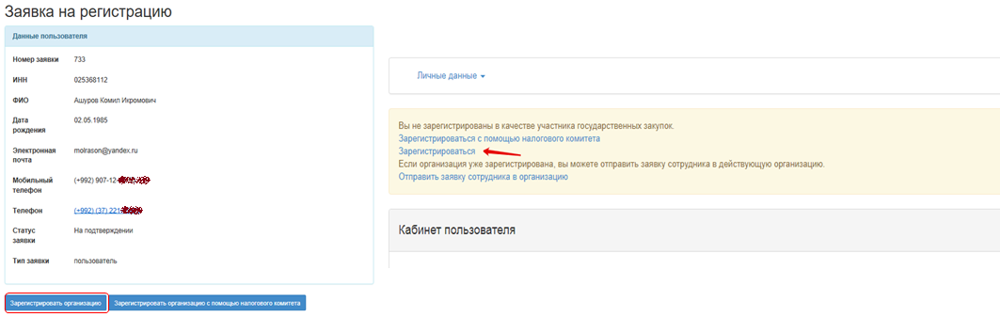 Заявка на регистрацию
Данные пользователя
Номер заявки 733
ИНН 025368112
ФИО Ашуров Комил Икромович
Дата
рождения 02.05.1985
Электронная
почта molrason@yandex.ru
Мобильный
телефон (+992) 907-12-
Телефон (+992) (37) 221-
Статус
заявки На подтверждении
Тип заявки пользователь
Зарегистрировать организацию Зарегистрировать организацию с помощью налогового комитета
Личные данные
Вы не зарегистрированы в качестве участника государственных закупок.
Зарегистрироваться с помощью налогового комитета
Зарегистрироваться
Если организация уже зарегистрирована, вы можете отправить заявку сотрудника в действующую организацию.
Отправить заявку сотрудника в организацию
Кабинет пользователя